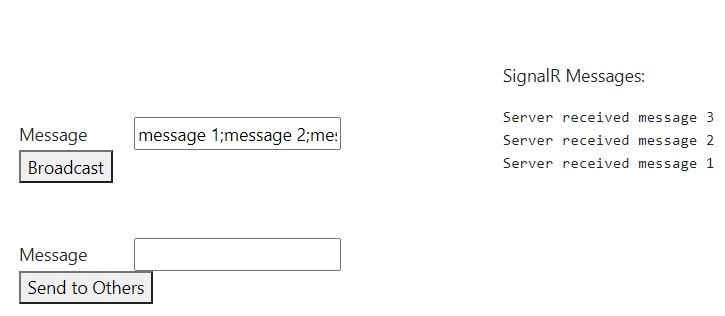 SignalR Messages:
Server received message 3
Server received message 2
Server received message 1
Message
message 1;message 2;mes
Broadcast
Message
Send to Others